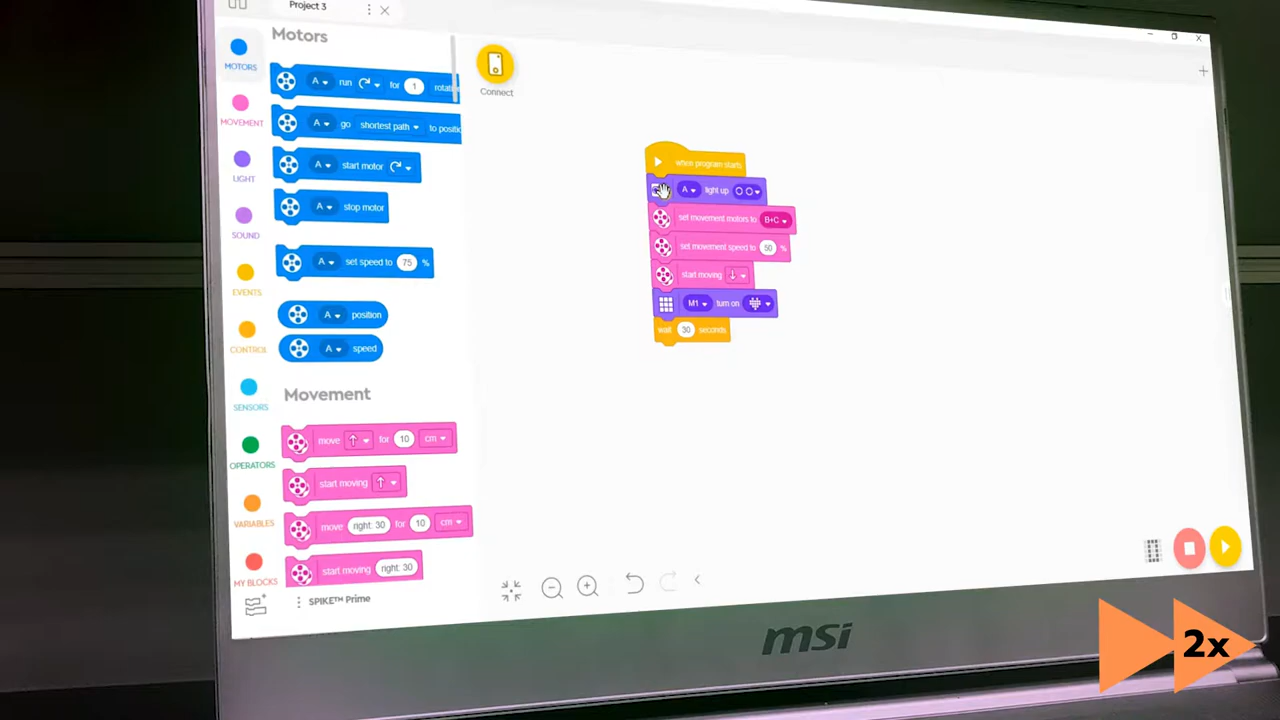 Project 3
Motors
MOTORS
A run for 1 rotat
Connect
MOVEMENT
A go shortest path to positic
LIGHT
A start motor
A stop motor
SOUND
A set speed to 75 %
EVENTS
A position
CONTROL
A speed
SENSORS
Movement
OPERATORS
move for 10 cm
start moving
VARIABLES
move right: 30 for 10 cm
MY BLOCKS
start moving right: 30
SPIKE™ Prime
when program starts
A light up
set movement motors to B+C
set movement speed to 50 %
start moving
M1 turn on
wait 30 seconds
msi
2x